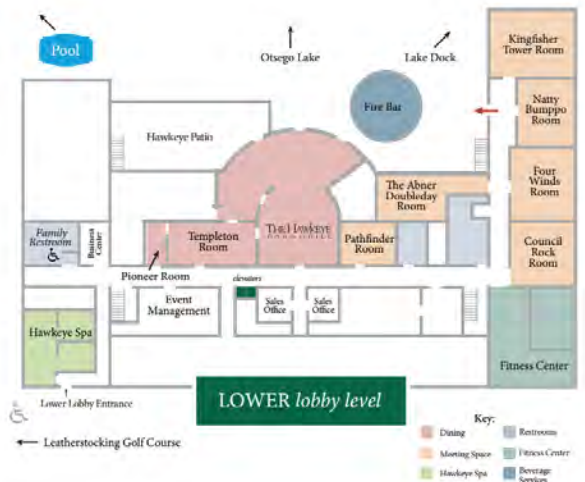 Kingfisher
Tower Room
Pool
Otsego Lake
Lake Dock
Fire Bar
Natty
Bumppo
Room
Hawkeye Patio
The Abner
Doubleday
Room
Four
Winds
Room
Family
Restroom
Business
Center
Templeton
Room
THE HAWKEYE
Pathfinder
Room
Council
Rock
Room
Pioneer Room
elevators
Event
Management
Sales
Office
Sales
Office
Hawkeye Spa
Fitness Center
Lower Lobby Entrance
LOWER lobby level
Leatherstocking Golf Course
Key:
Dining
Restrooms
Meeting Space
Fitness Center
Hawkeye Spa
Beverage
Services